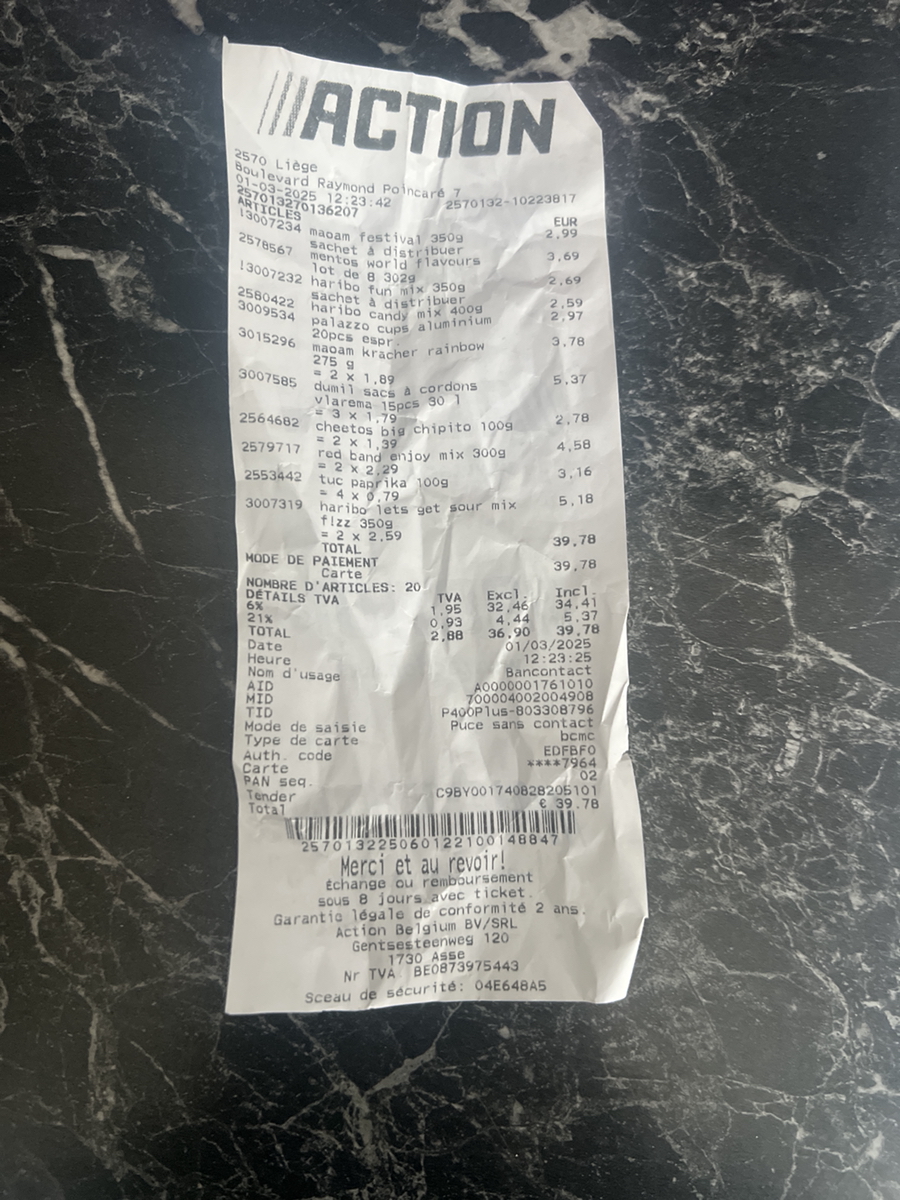 ///ACTION
2570 Liège
Boulevard Raymond Poincaré 7
01-03-2025 12:23:42 2570132-10223817
257013270136207
ARTICLES EUR
!3007234 maoam festival 350g 2,99
sachet à distribuer
2578567 mentos world flavours 3,69
lot de 8 302g
!3007232 haribo fun mix 350g 2,69
sachet à distribuer
2580422 haribo candy mix 400g 2,59
3009534 palazzo cups aluminium 2,97
20pcs espr.
3015296 maoam kracher rainbow 3,78
275 g
= 2 x 1,89
3007585 dumil sacs à cordons 5,37
vlarema 15pcs 30 l
= 3 x 1,79
2564682 cheetos big chipito 100g 2,78
= 2 x 1,39
2579717 red band enjoy mix 300g 4,58
= 2 x 2,29
2553442 tuc paprika 100g 3,16
= 4 x 0,79
3007319 haribo lets get sour mix 5,18
f!zz 350g
= 2 x 2,59
TOTAL 39,78
MODE DE PAIEMENT
Carte 39,78
NOMBRE D'ARTICLES: 20
DÉTAILS TVA TVA Excl. Incl.
6% 1,95 32,46 34,41
21% 0,93 4,44 5,37
TOTAL 2,88 36,90 39,78
Date 01/03/2025
Heure 12:23:25
Nom d'usage Bancontact
AID A0000001761010
MID 700004002004908
TID P400Plus-803308796
Mode de saisie Puce sans contact
Type de carte bcmc
Auth. code EDFBF0
Carte ****7964
PAN seq. 02
Tender C9BY001740828205101
Total € 39.78
257013225060122100148847
Merci et au revoir!
échange ou remboursement
sous 8 jours avec ticket.
Garantie légale de conformité 2 ans.
Action Belgium BV/SRL
Gentsesteenweg 120
1730 Asse
Nr TVA: BE0873975443
Sceau de sécurité: 04E648A5